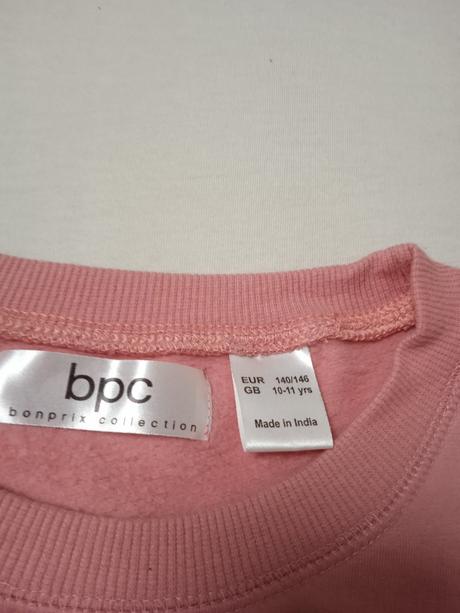 bpc
bonprix collection
EUR 140/146
GB 10-11 yrs
Made in India